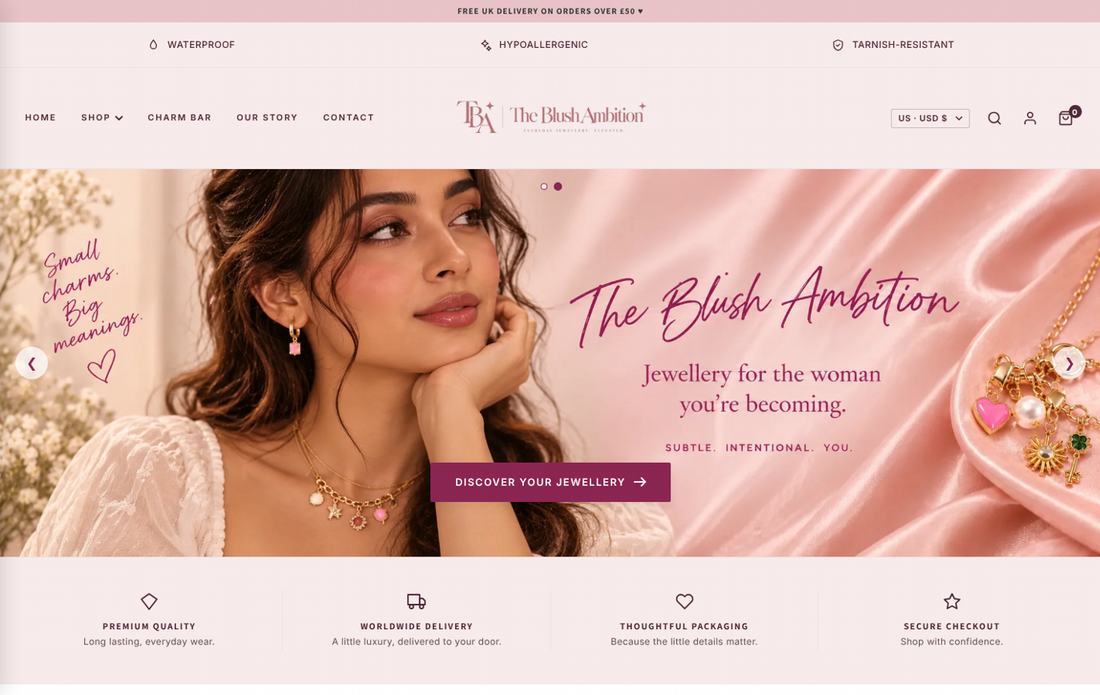 FREE UK DELIVERY ON ORDERS OVER £50 ♥
WATERPROOF
HYPOALLERGENIC
TARNISH-RESISTANT
HOME
SHOP
CHARM BAR
OUR STORY
CONTACT
TBA
The Blush Ambition
EVERYDAY JEWELLERY. ELEVATED.
US · USD $
0
Small
charms.
Big
meanings.
The Blush Ambition
Jewellery for the woman
you’re becoming.
SUBTLE. INTENTIONAL. YOU.
DISCOVER YOUR JEWELLERY →
PREMIUM QUALITY
Long lasting, everyday wear.
WORLDWIDE DELIVERY
A little luxury, delivered to your door.
THOUGHTFUL PACKAGING
Because the little details matter.
SECURE CHECKOUT
Shop with confidence.